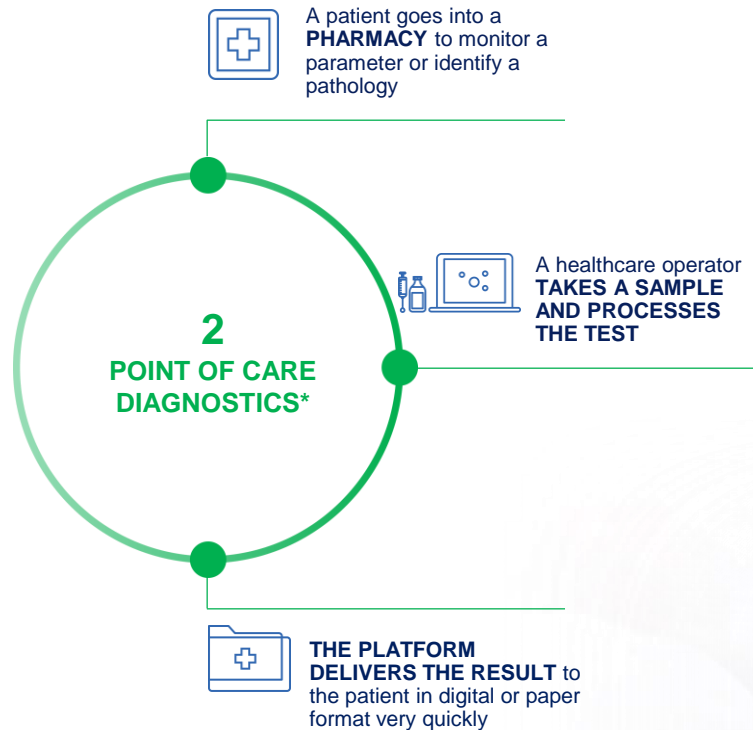 A patient goes into a
PHARMACY to monitor a
parameter or identify a
pathology
A healthcare operator
TAKES A SAMPLE
AND PROCESSES
THE TEST
2
POINT OF CARE
DIAGNOSTICS*
THE PLATFORM
DELIVERS THE RESULT to
the patient in digital or paper
format very quickly